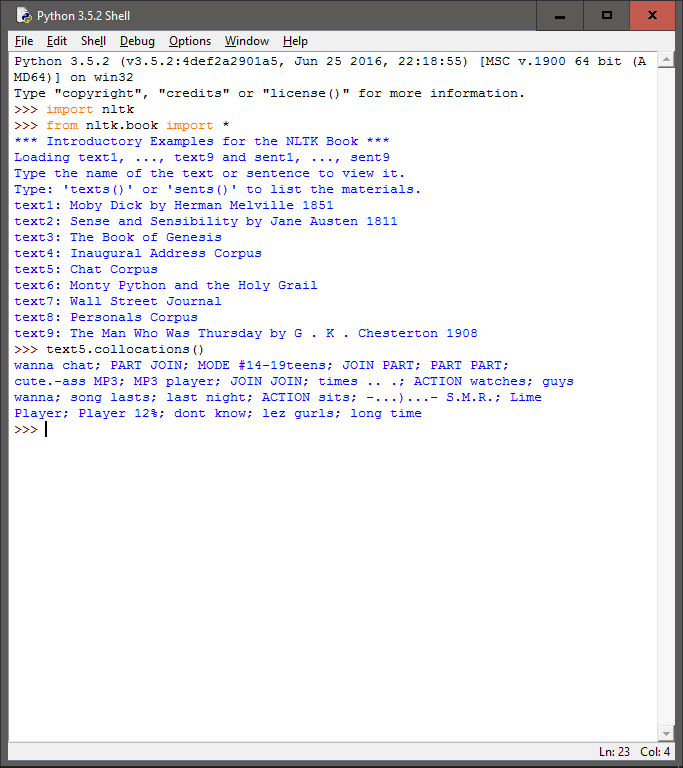 Python 3.5.2 Shell
File Edit Shell Debug Options Window Help
Python 3.5.2 (v3.5.2:4def2a2901a5, Jun 25 2016, 22:18:55) [MSC v.1900 64 bit (A
MD64)] on win32
Type "copyright", "credits" or "license()" for more information.
>>> import nltk
>>> from nltk.book import *
*** Introductory Examples for the NLTK Book ***
Loading text1, ..., text9 and sent1, ..., sent9
Type the name of the text or sentence to view it.
Type: 'texts()' or 'sents()' to list the materials.
text1: Moby Dick by Herman Melville 1851
text2: Sense and Sensibility by Jane Austen 1811
text3: The Book of Genesis
text4: Inaugural Address Corpus
text5: Chat Corpus
text6: Monty Python and the Holy Grail
text7: Wall Street Journal
text8: Personals Corpus
text9: The Man Who Was Thursday by G . K . Chesterton 1908
>>> text5.collocations()
wanna chat; PART JOIN; MODE #14-19teens; JOIN PART; PART PART;
cute.-ass MP3; MP3 player; JOIN JOIN; times .. .; ACTION watches; guys
wanna; song lasts; last night; ACTION sits; -...)...- S.M.R.; Lime
Player; Player 12%; dont know; lez gurls; long time
>>>
Ln: 23 Col: 4